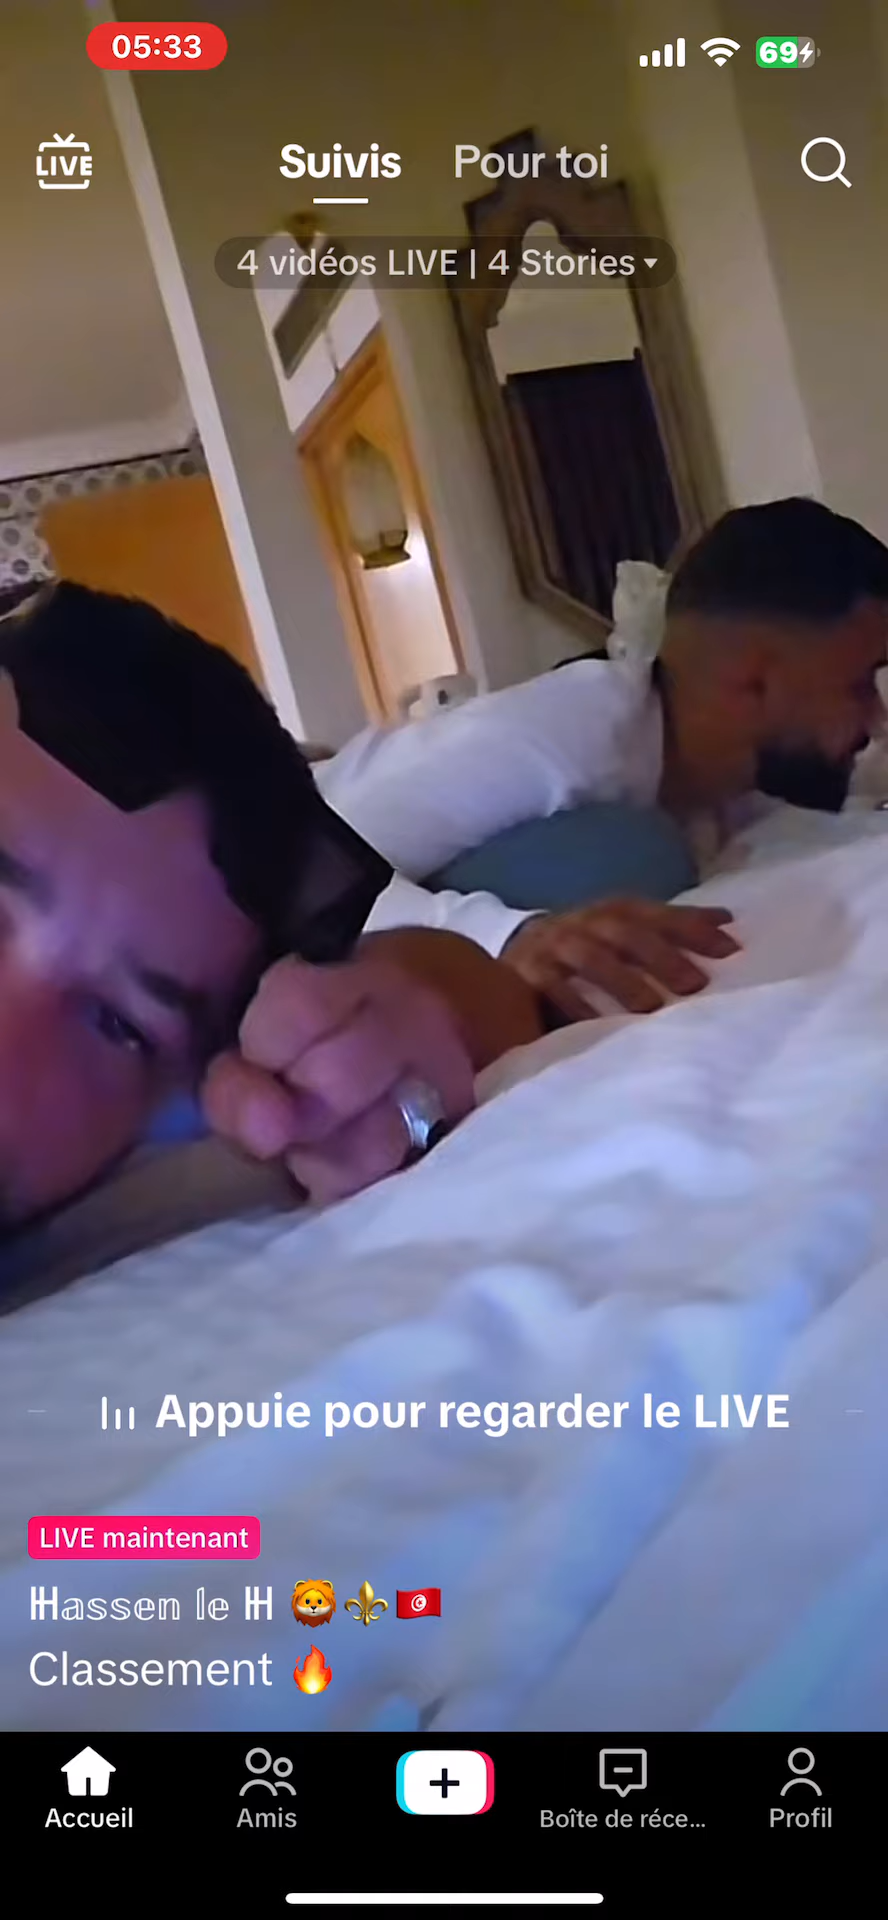 05:33
69
LIVE
Suivis
Pour toi
4 vidéos LIVE | 4 Stories
Appuie pour regarder le LIVE
LIVE maintenant
ℍassen le ℍ 🦁⚜️🇹🇳
Classement 🔥
Accueil
Amis
Boîte de réce...
Profil